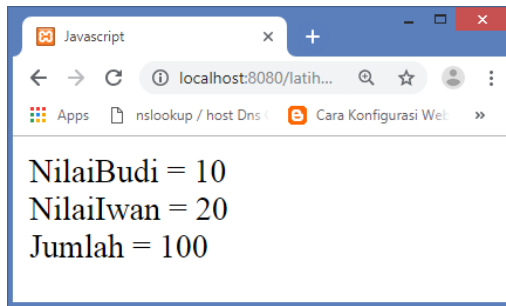 Javascript
localhost:8080/latih...
Apps nslookup / host Dns Cara Konfigurasi Web
NilaiBudi = 10
NilaiIwan = 20
Jumlah = 100